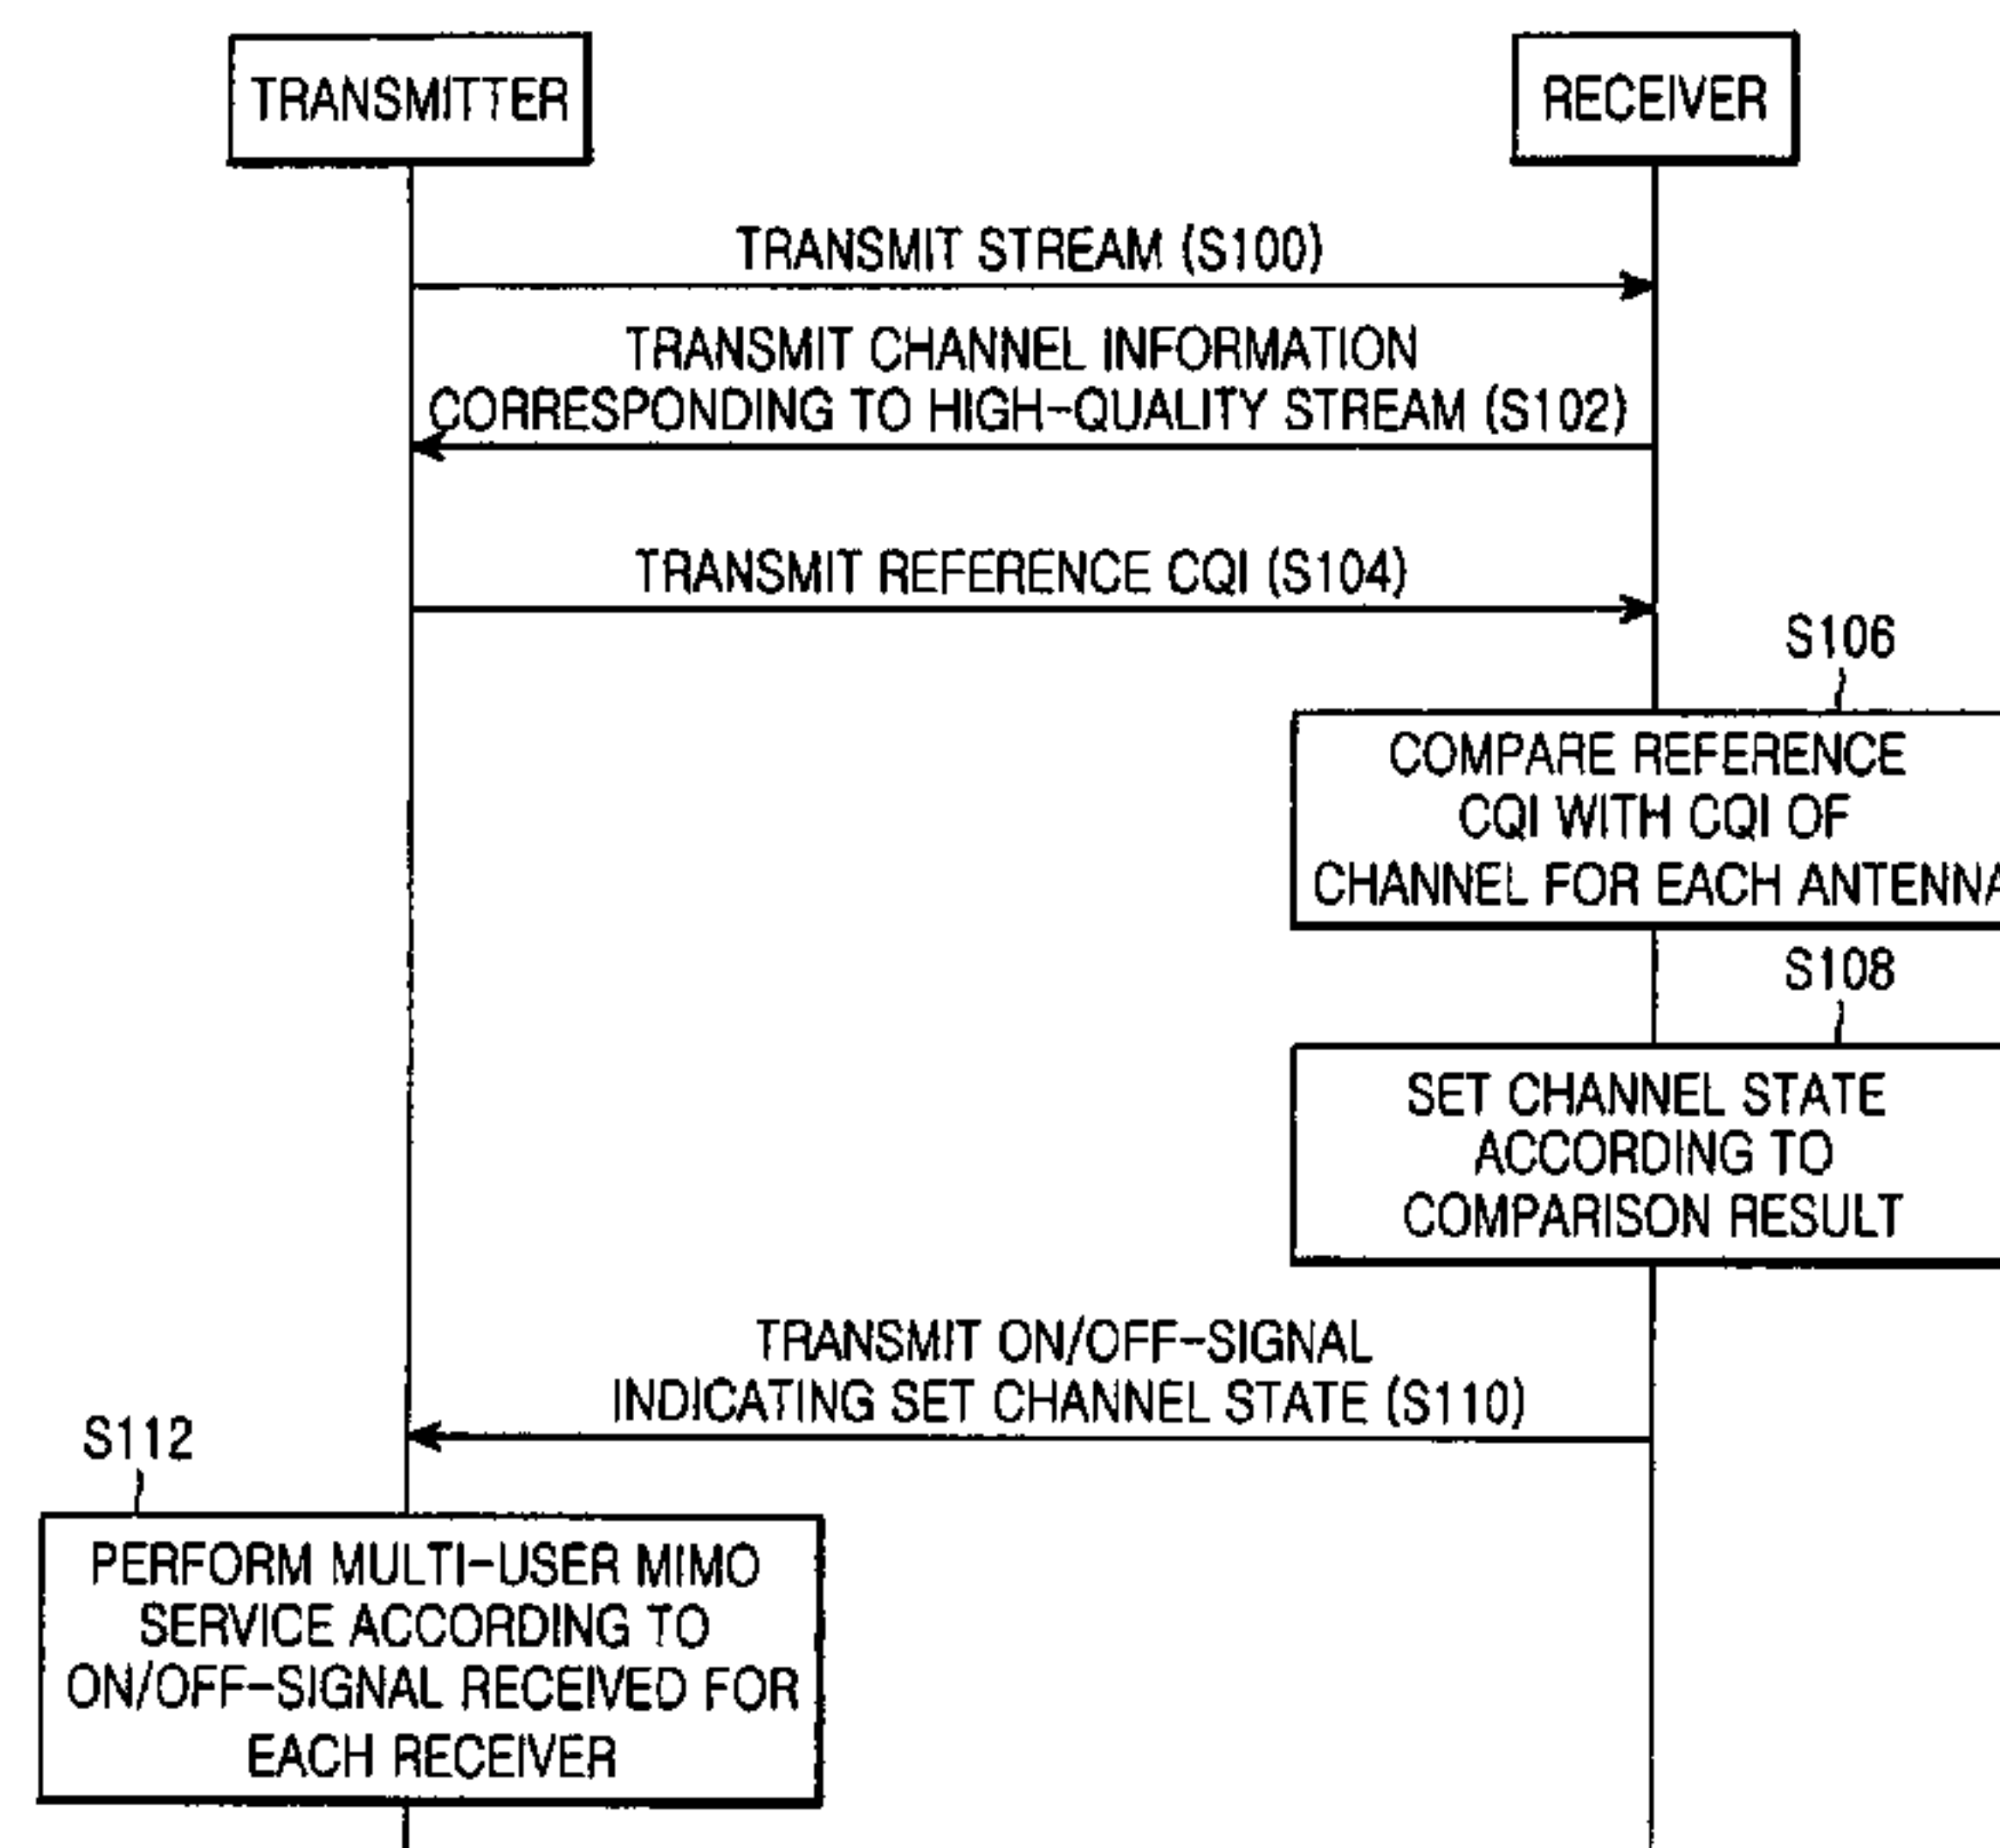 TRANSMITTER
RECEIVER
TRANSMIT STREAM (S100)
TRANSMIT CHANNEL INFORMATION
CORRESPONDING TO HIGH-QUALITY STREAM (S102)
TRANSMIT REFERENCE CQI (S104)
S106
COMPARE REFERENCE
CQI WITH CQI OF
CHANNEL FOR EACH ANTENNA
S108
SET CHANNEL STATE
ACCORDING TO
COMPARISON RESULT
TRANSMIT ON/OFF-SIGNAL
INDICATING SET CHANNEL STATE (S110)
S112
PERFORM MULTI-USER MIMO
SERVICE ACCORDING TO
ON/OFF-SIGNAL RECEIVED FOR
EACH RECEIVER